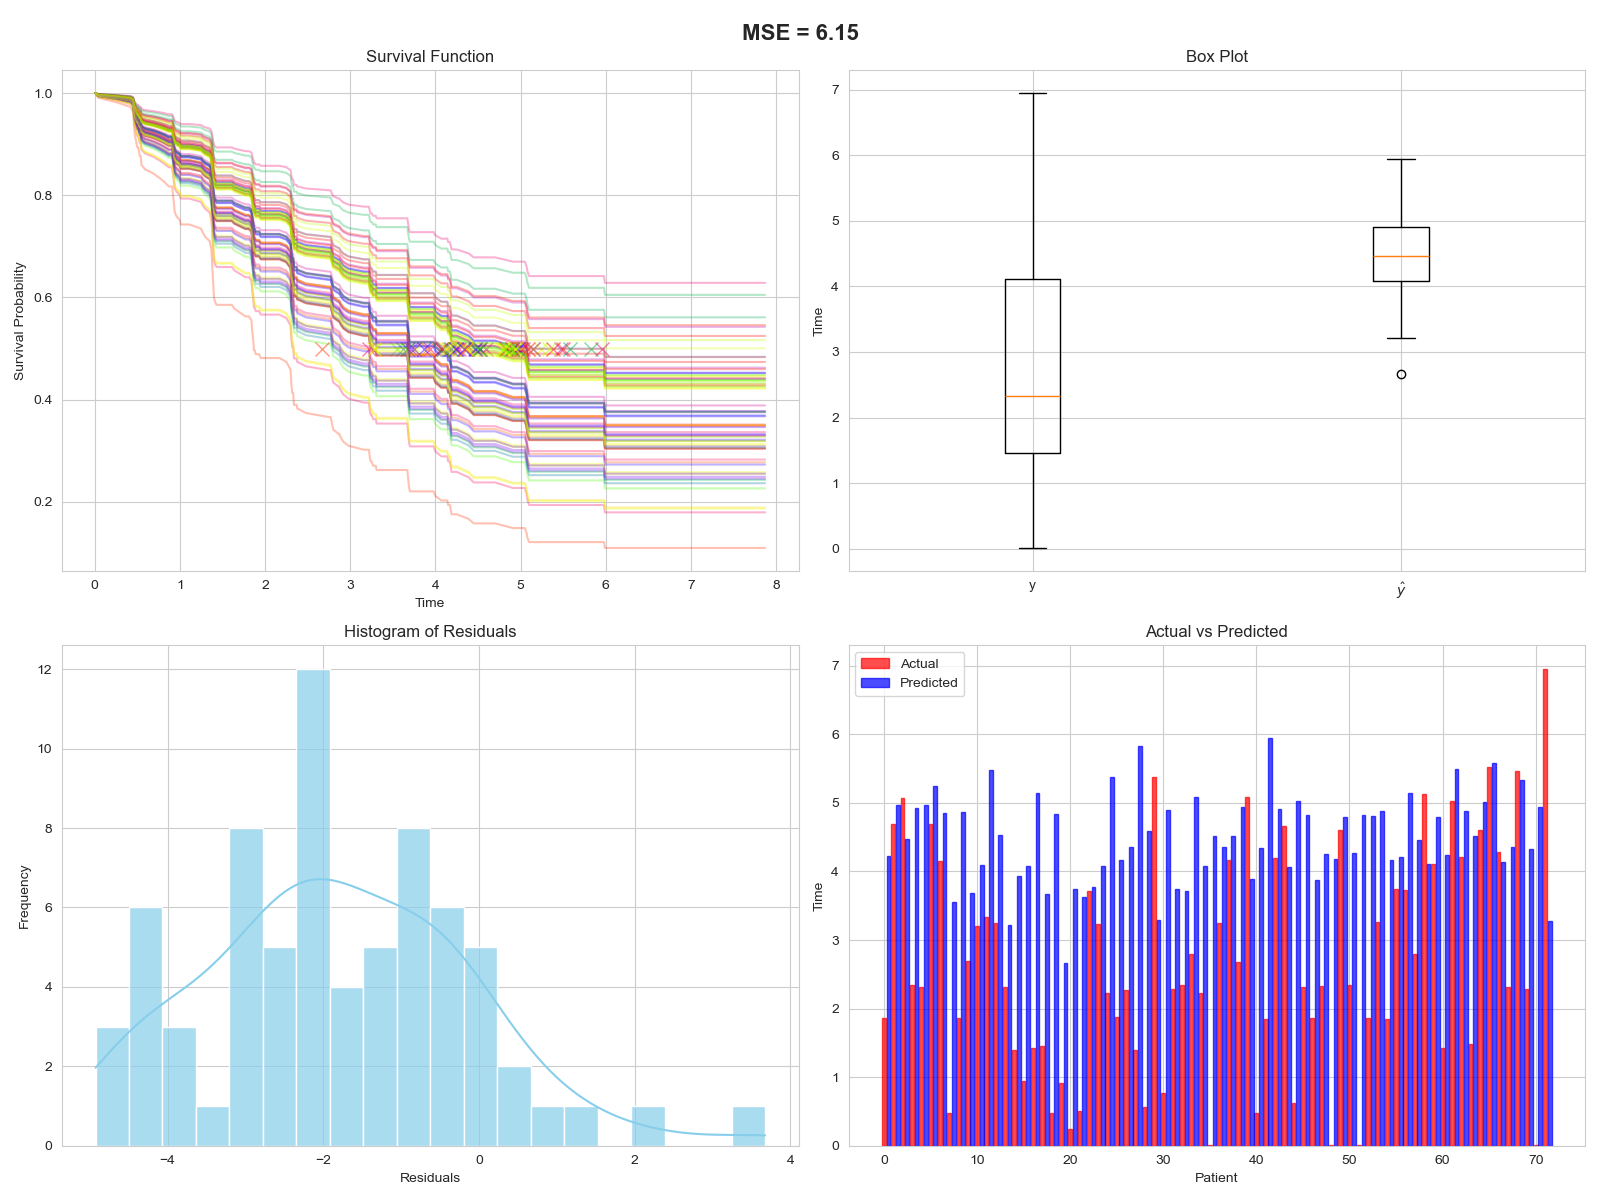 MSE = 6.15
Survival Function
1.0
0.8
0.6
0.4
0.2
Survival Probability
0 1 2 3 4 5 6 7 8
Time
Box Plot
7
6
5
4
3
2
1
0
Time
y ŷ
Histogram of Residuals
12
10
8
6
4
2
0
Frequency
−4 −2 0 2 4
Residuals
Actual vs Predicted
Actual
Predicted
7
6
5
4
3
2
1
0
Time
0 10 20 30 40 50 60 70
Patient